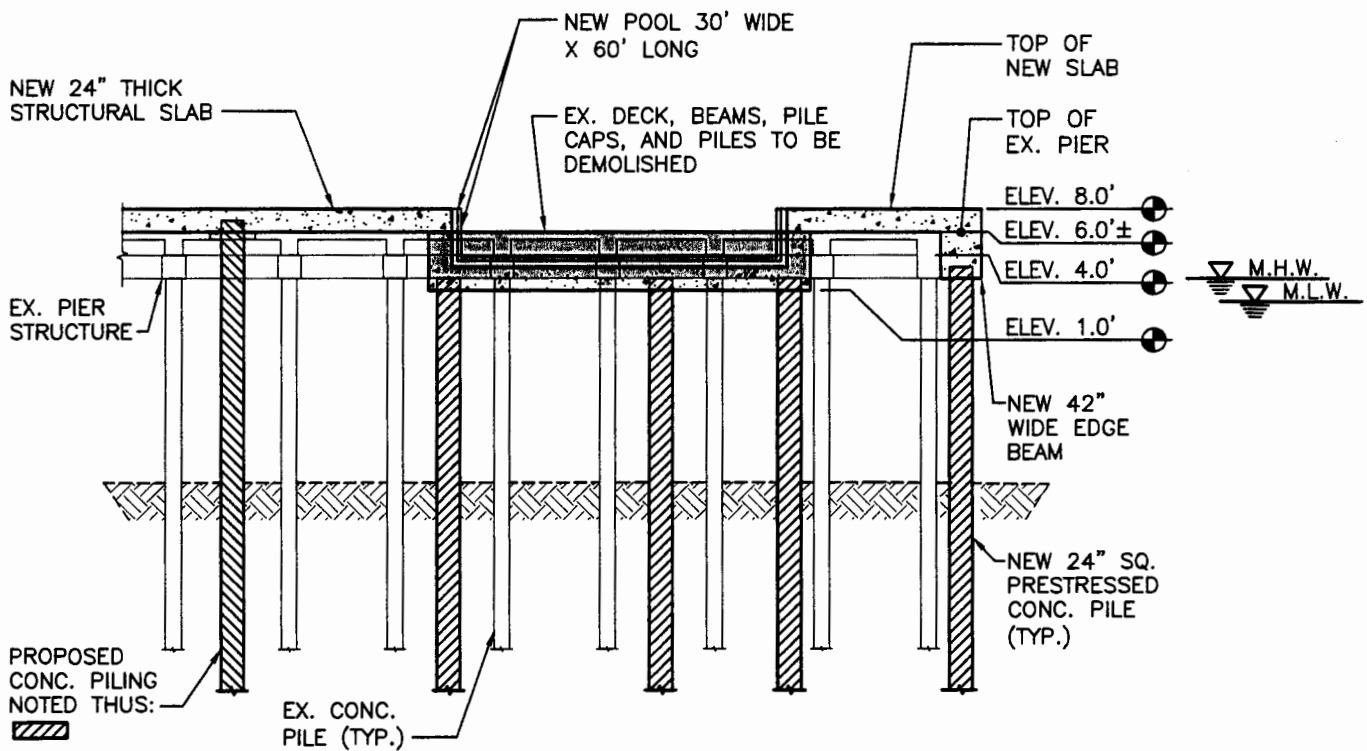 NEW POOL 30' WIDE
X 60' LONG
TOP OF
NEW SLAB
NEW 24" THICK
STRUCTURAL SLAB
EX. DECK, BEAMS, PILE
CAPS, AND PILES TO BE
DEMOLISHED
TOP OF
EX. PIER
ELEV. 8.0'
ELEV. 6.0'±
ELEV. 4.0'
M.H.W.
M.L.W.
EX. PIER
STRUCTURE
ELEV. 1.0'
NEW 42"
WIDE EDGE
BEAM
NEW 24" SQ.
PRESTRESSED
CONC. PILE
(TYP.)
PROPOSED
CONC. PILING
NOTED THUS:
EX. CONC.
PILE (TYP.)